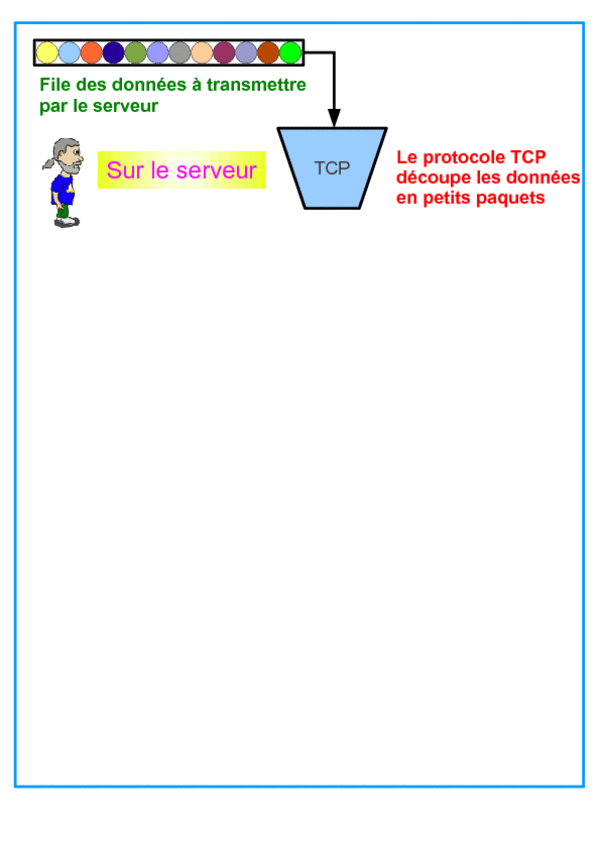 File des données à transmettre
par le serveur
Sur le serveur
TCP
Le protocole TCP
découpe les données
en petits paquets